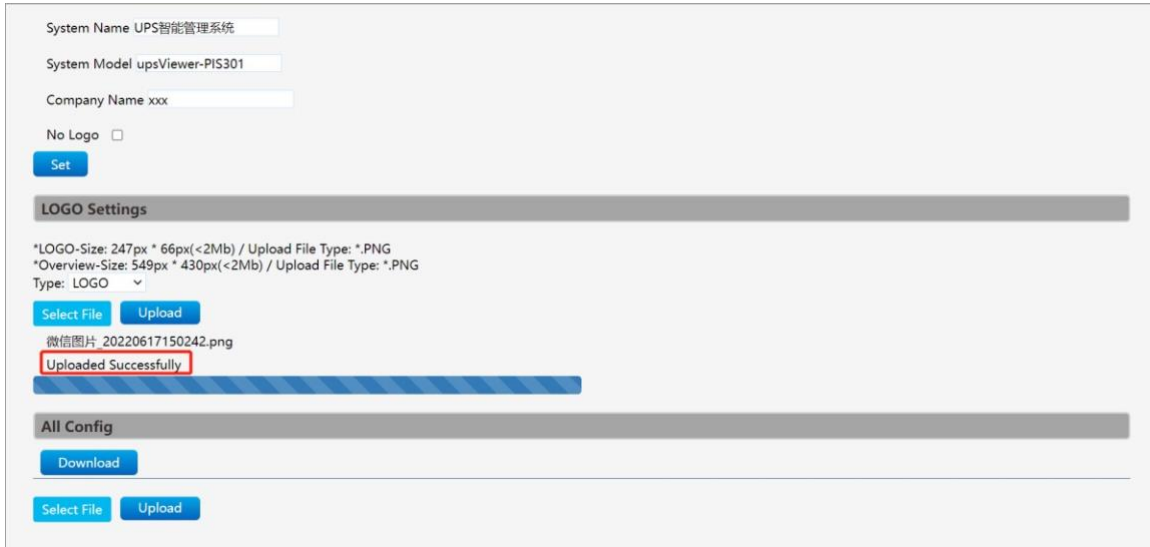 System Name UPS智能管理系统
System Model upsViewer-PIS301
Company Name xxx
No Logo
Set
LOGO Settings
*LOGO-Size: 247px * 66px(<2Mb) / Upload File Type: *.PNG
*Overview-Size: 549px * 430px(<2Mb) / Upload File Type: *.PNG
Type: LOGO
Select File Upload
微信图片_20220617150242.png
Uploaded Successfully
All Config
Download
Select File Upload